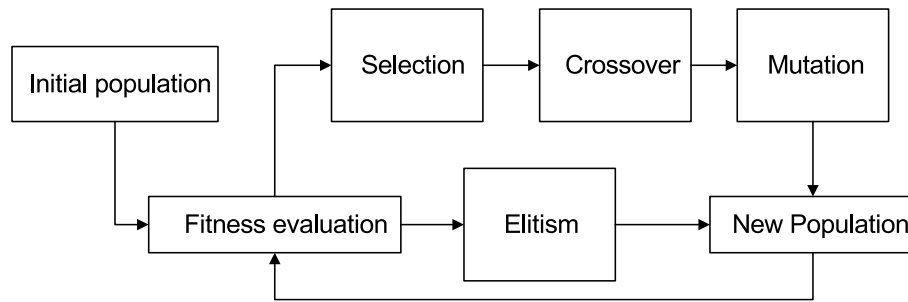 Selection
Crossover
Mutation
Initial population
Fitness evaluation
Elitism
New Population